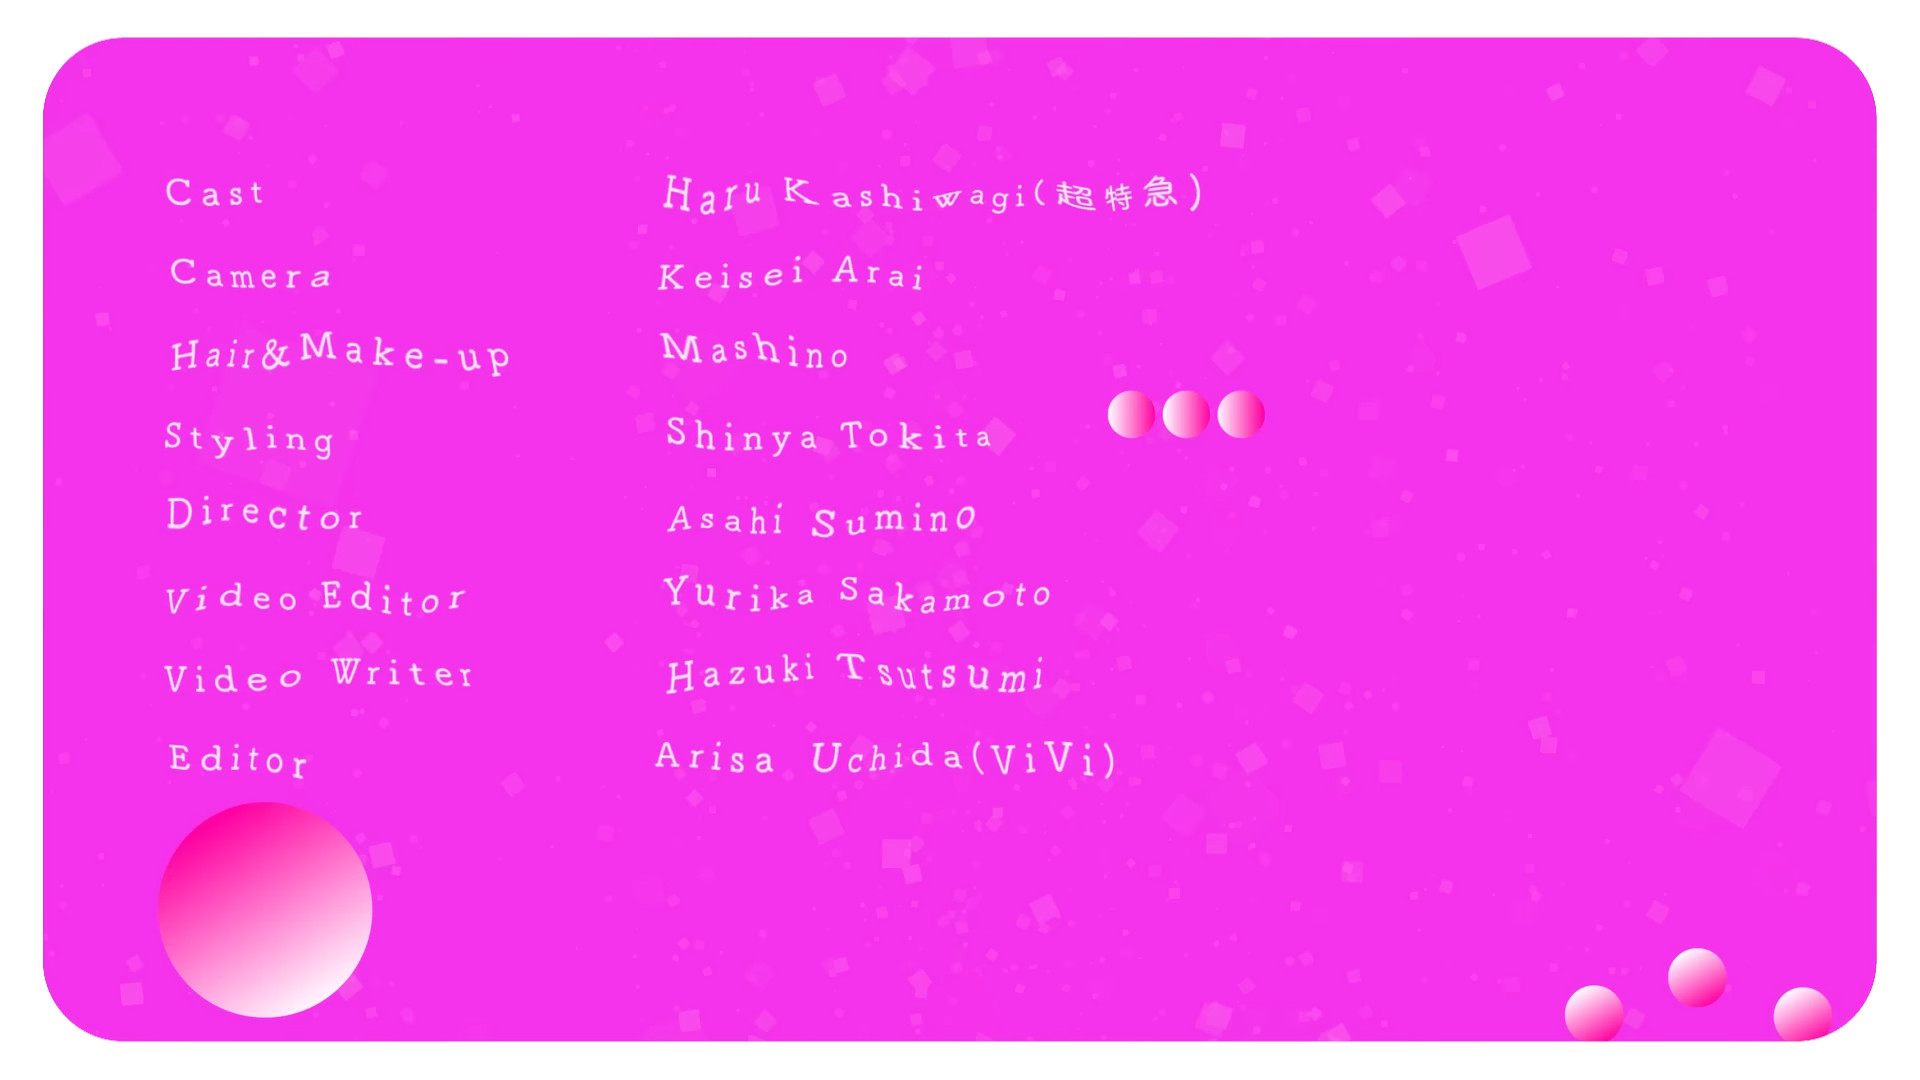 Cast Haru Kashiwagi(超特急)
Camera Keisei Arai
Hair&Make-up Mashino
Styling Shinya Tokita
Director Asahi Sumino
Video Editor Yurika Sakamoto
Video Writer Hazuki Tsutsumi
Editor Arisa Uchida(ViVi)